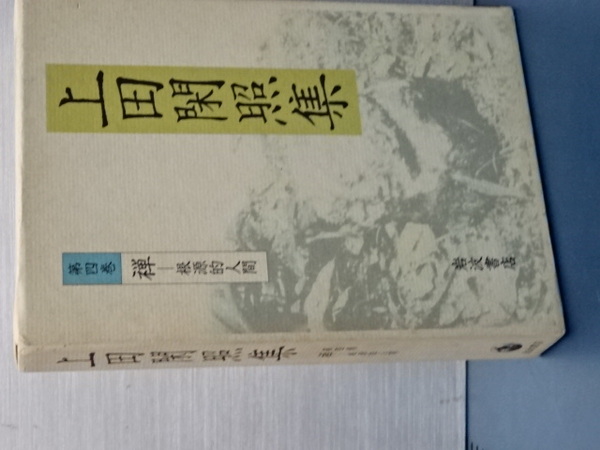 上田閑照集
第四巻
禅―根源的人間
岩波書店
上田閑照集